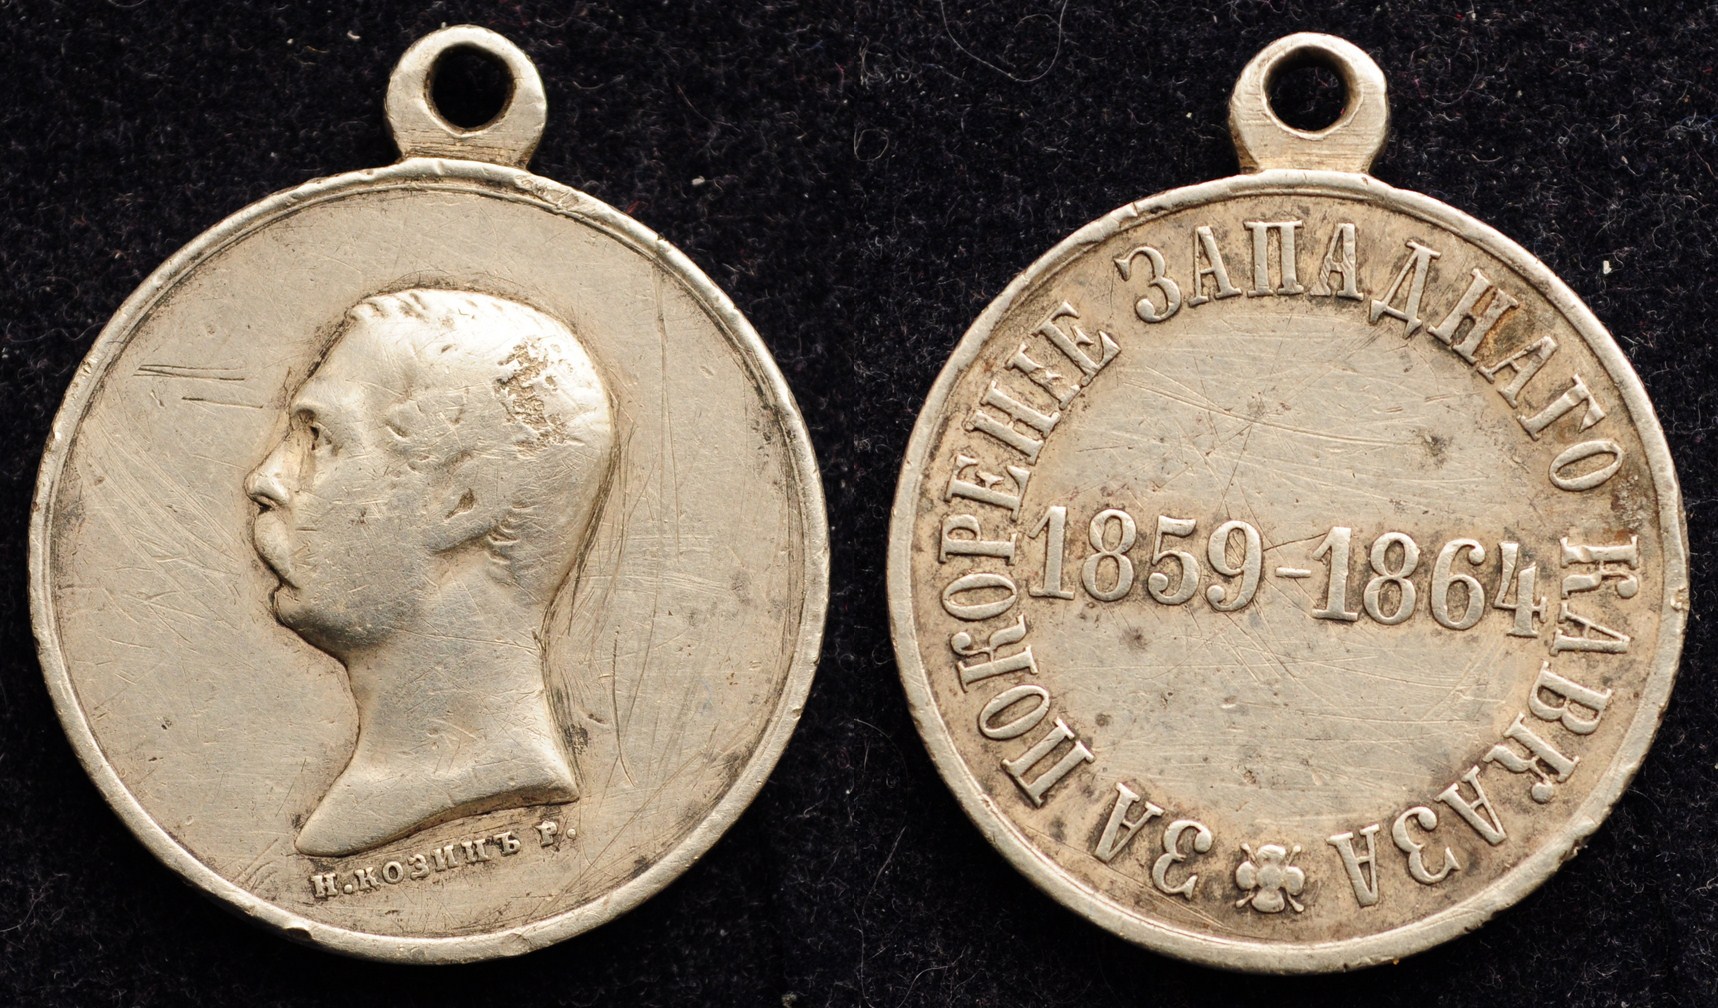 Н.КОЗИНЪ Р.
ЗА ПОКОРЕНІЕ ЗАПАДНАГО КАВКАЗА
1859-1864